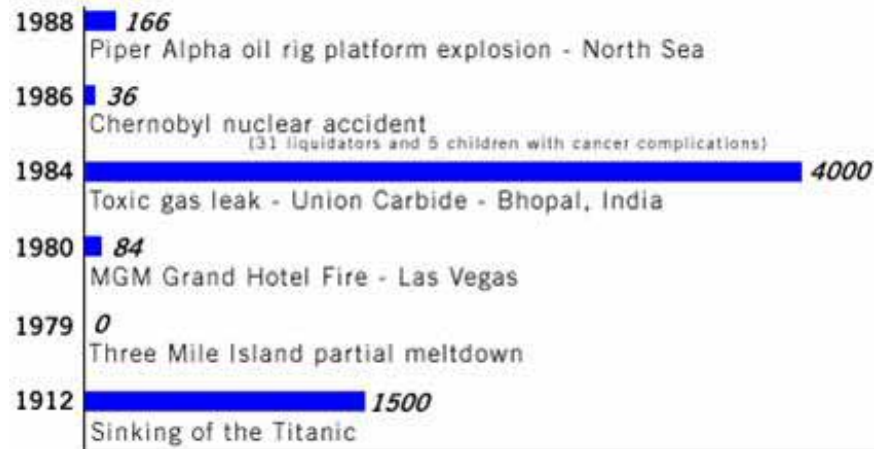 1988 166
Piper Alpha oil rig platform explosion - North Sea
1986 36
Chernobyl nuclear accident
(31 liquidators and 5 children with cancer complications)
1984 4000
Toxic gas leak - Union Carbide - Bhopal, India
1980 84
MGM Grand Hotel Fire - Las Vegas
1979 0
Three Mile Island partial meltdown
1912 1500
Sinking of the Titanic